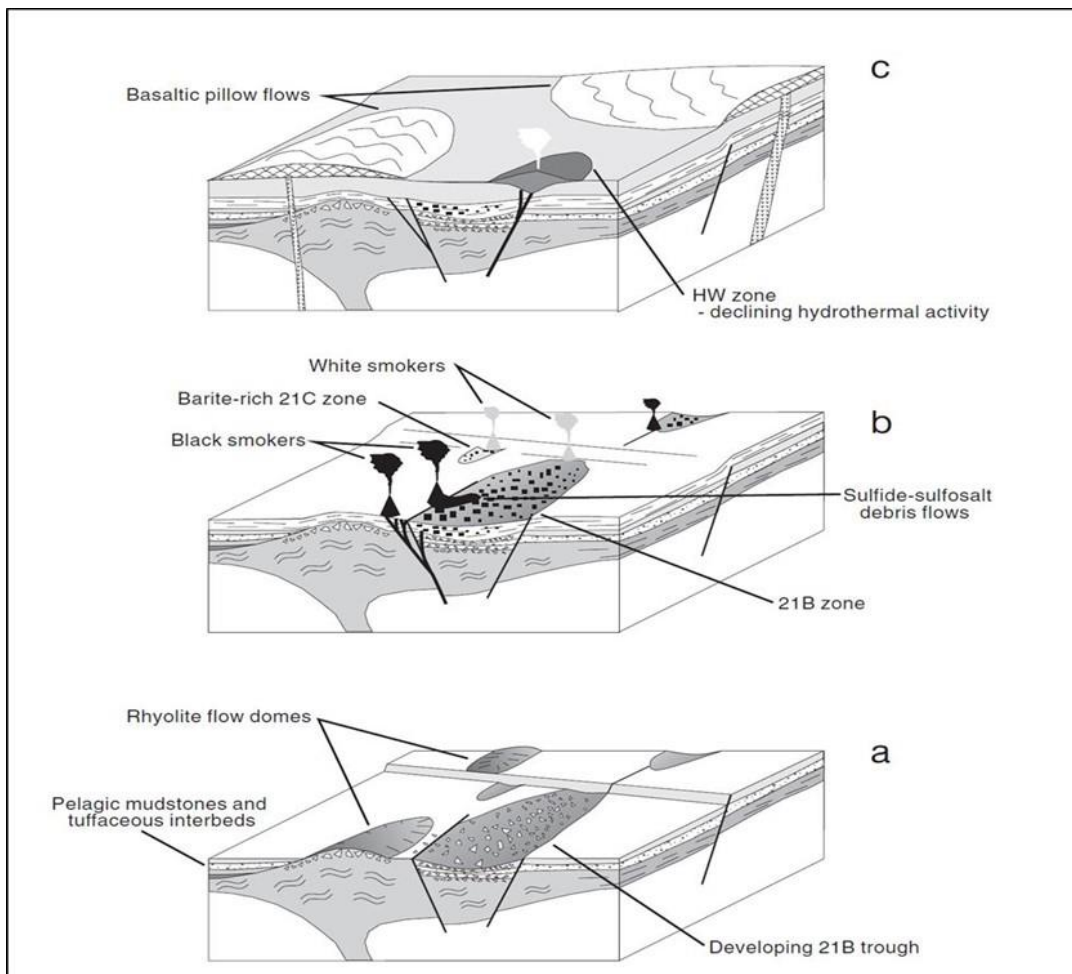 c
Basaltic pillow flows
HW zone
- declining hydrothermal activity
White smokers
Barite-rich 21C zone
b
Black smokers
Sulfide-sulfosalt
debris flows
21B zone
Rhyolite flow domes
a
Pelagic mudstones and
tuffaceous interbeds
Developing 21B trough